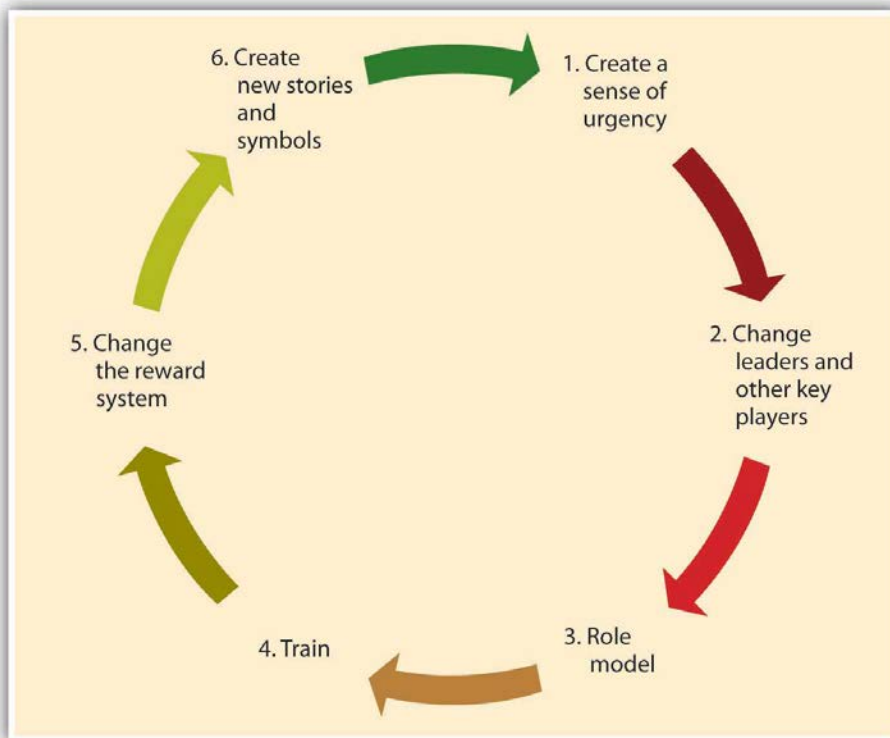 1. Create a
sense of
urgency
2. Change
leaders and
other key
players
3. Role
model
4. Train
5. Change
the reward
system
6. Create
new stories
and
symbols